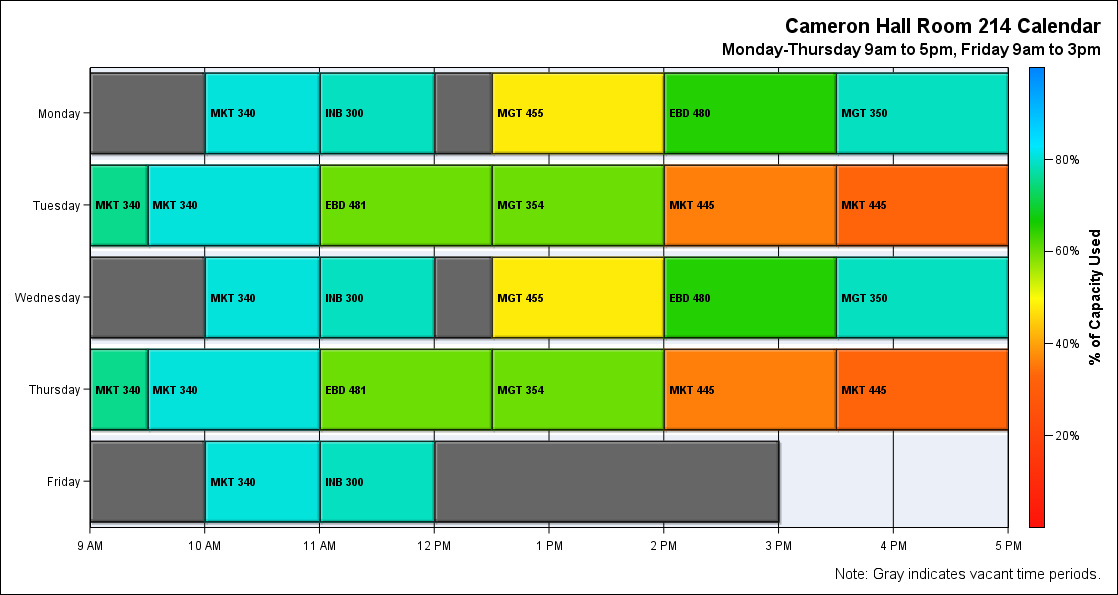 Cameron Hall Room 214 Calendar
Monday-Thursday 9am to 5pm, Friday 9am to 3pm
Monday MKT 340 INB 300 MGT 455 EBD 480 MGT 350
80%
Tuesday MKT 340 MKT 340 EBD 481 MGT 354 MKT 445 MKT 445
60%
% of Capacity Used
Wednesday MKT 340 INB 300 MGT 455 EBD 480 MGT 350
40%
Thursday MKT 340 MKT 340 EBD 481 MGT 354 MKT 445 MKT 445
20%
Friday MKT 340 INB 300
9 AM 10 AM 11 AM 12 PM 1 PM 2 PM 3 PM 4 PM 5 PM
Note: Gray indicates vacant time periods.